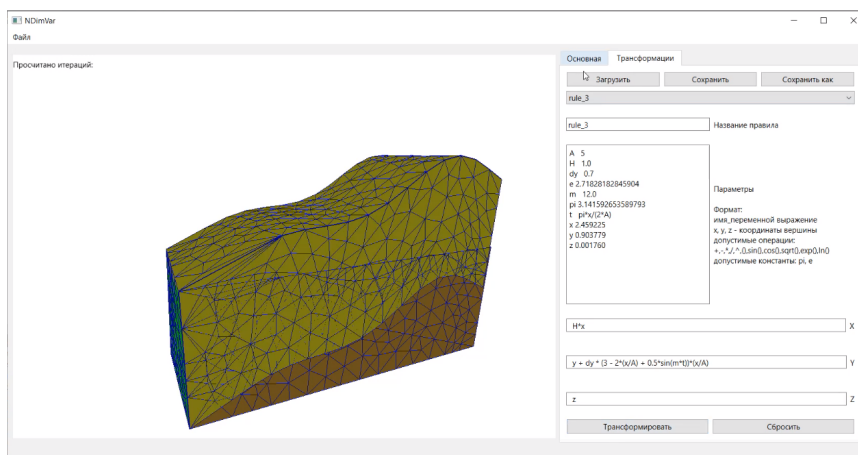 NDimVar
Файл
Просчитано итераций:
Основная Трансформации
Загрузить Сохранить Сохранить как
rule_3
rule_3 Название правила
A 5
H 1.0
dy 0.7
e 2.71828182845904
m 12.0
pi 3.141592653589793
t pi*x/(2*A)
x 2.459225
y 0.903779
z 0.001760
Параметры
Формат:
имя_переменной выражение
x, y, z - координаты вершины
допустимые операции:
+,-,*,/,^,(),sin(),cos(),sqrt(),exp(),ln()
допустимые константы: pi, e
H*x X
y + dy * (3 - 2*(x/A) + 0.5*sin(m*t))*(x/A) Y
z Z
Трансформировать Сбросить